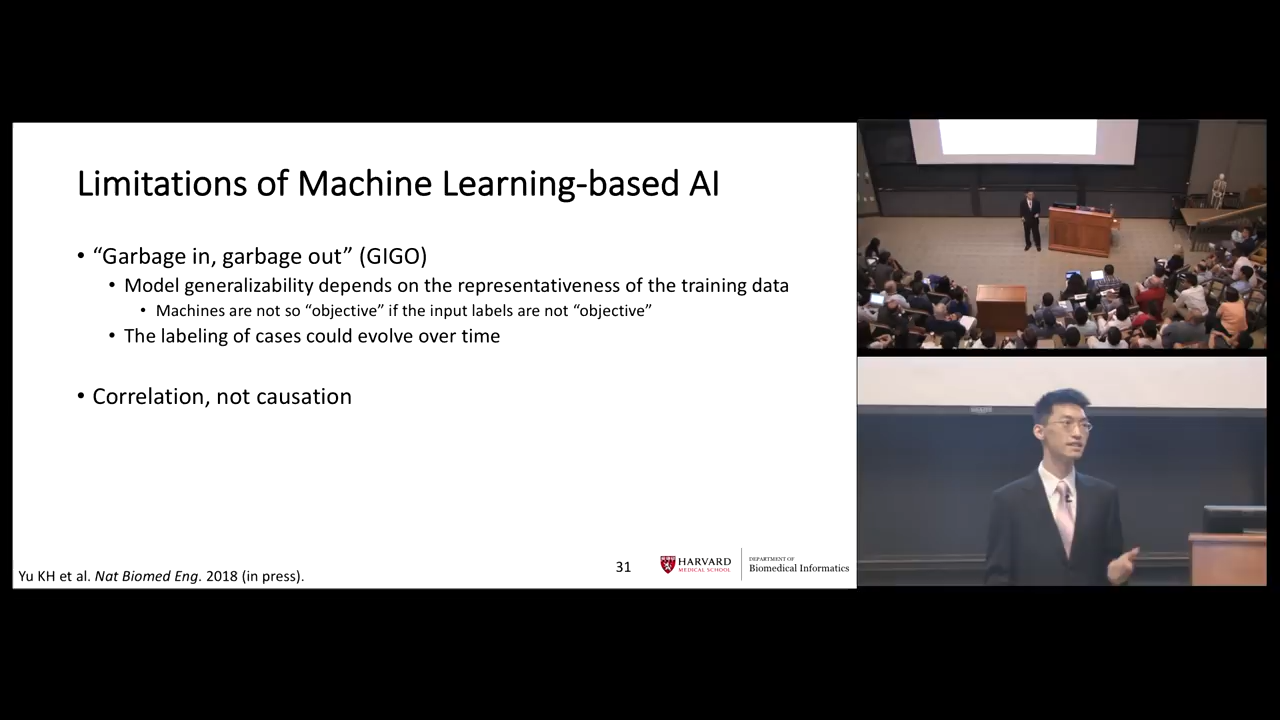 Limitations of Machine Learning-based AI
• “Garbage in, garbage out” (GIGO)
• Model generalizability depends on the representativeness of the training data
• Machines are not so “objective” if the input labels are not “objective”
• The labeling of cases could evolve over time
• Correlation, not causation
Yu KH et al. Nat Biomed Eng. 2018 (in press).
31
HARVARD
MEDICAL SCHOOL
DEPARTMENT OF
Biomedical Informatics